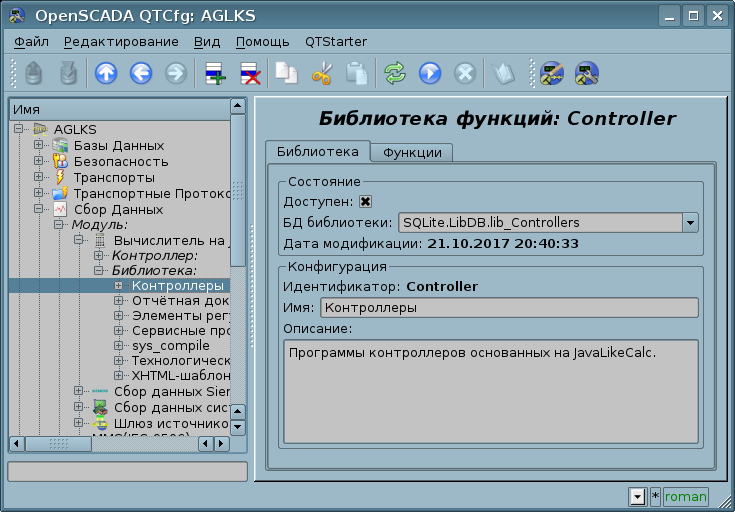 OpenSCADA QTCfg: AGLKS
Файл Редактирование Вид Помощь QTStarter
Имя
AGLKS
Базы Данных
Безопасность
Транспорты
Транспортные Протоко
Сбор Данных
Модуль:
Вычислитель на
Контроллер:
Библиотека:
Контроллеры
Отчётная док
Элементы рег
Сервисные про
sys_compile
Технологическ
XHTML-шаблон
Сбор данных Sier
Сбор данных сис
Шлюз источнико
Библиотека функций: Controller
Библиотека Функции
Состояние
Доступен:
БД библиотеки: SQLite.LibDB.lib_Controllers
Дата модификации: 21.10.2017 20:40:33
Конфигурация
Идентификатор: Controller
Имя: Контроллеры
Описание:
Программы контроллеров основанных на JavaLikeCalc.
* roman